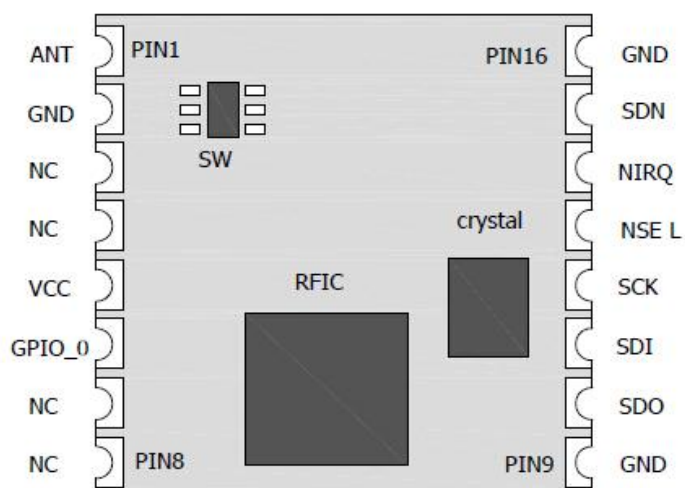 ANT PIN1 PIN16 GND
GND SDN
SW
NC NIRQ
crystal
NC NSE L
VCC RFIC SCK
GPIO_0 SDI
NC SDO
NC PIN8 PIN9 GND